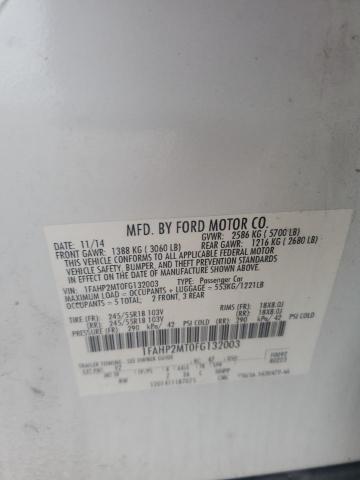 MFD. BY FORD MOTOR CO.
DATE: 11/14 GVWR: 2586 KG ( 5700 LB)
FRONT GAWR: 1388 KG ( 3060 LB) REAR GAWR: 1216 KG ( 2680 LB)
THIS VEHICLE CONFORMS TO ALL APPLICABLE FEDERAL MOTOR
VEHICLE SAFETY, BUMPER, AND THEFT PREVENTION STANDARDS IN
EFFECT ON THE DATE OF MANUFACTURE SHOWN ABOVE.
VIN: 1FAHP2MT0FG132003 TYPE: Passenger Car
MAXIMUM LOAD = OCCUPANTS + LUGGAGE = 553KG/1221LB
OCCUPANTS : 5 TOTAL: 2 FRONT, 3 REAR
TIRE (FR): 245/55R18 103V RIMS (FR): 18X8.0J
(RR): 245/55R18 103V (RR): 18X8.0J
PRESSURE (FR): 290 kPa/ 42 PSI COLD (RR): 290 kPa/ 42 PSI COLD
1FAHP2MT0FG132003
TRAILER TOWING - SEE OWNER GUIDE